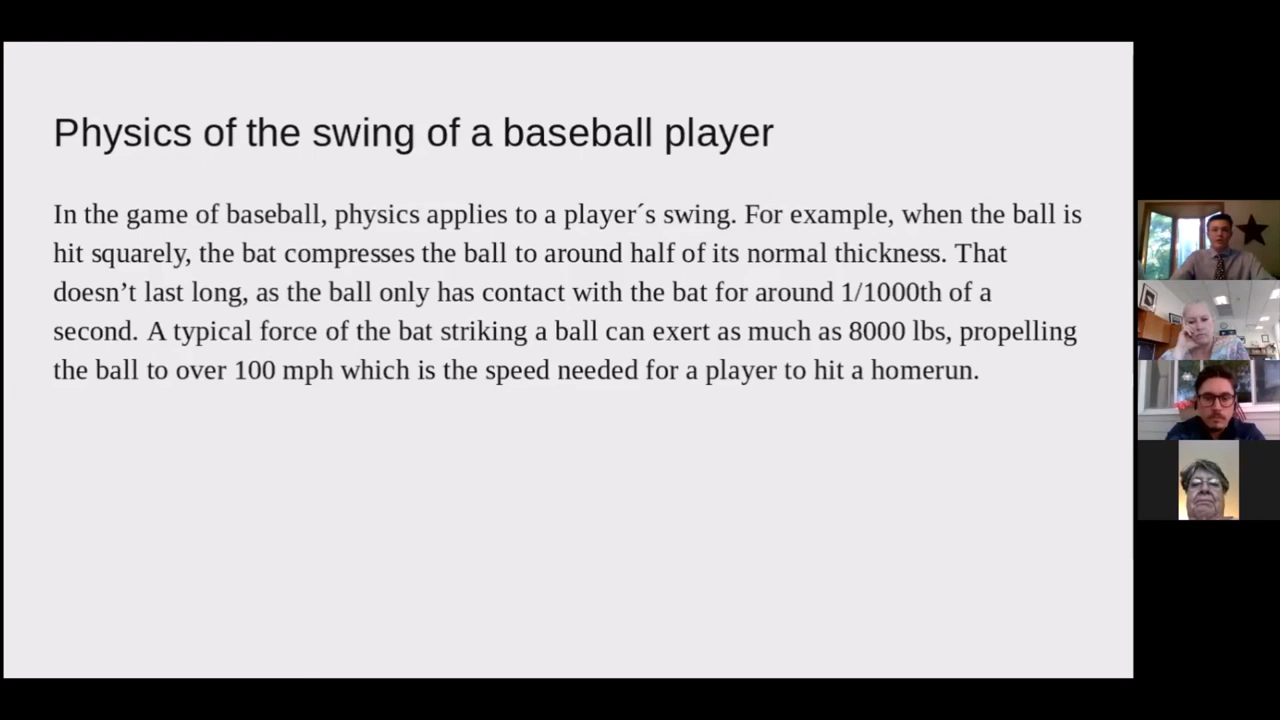 Physics of the swing of a baseball player
In the game of baseball, physics applies to a player´s swing. For example, when the ball is
hit squarely, the bat compresses the ball to around half of its normal thickness. That
doesn’t last long, as the ball only has contact with the bat for around 1/1000th of a
second. A typical force of the bat striking a ball can exert as much as 8000 lbs, propelling
the ball to over 100 mph which is the speed needed for a player to hit a homerun.